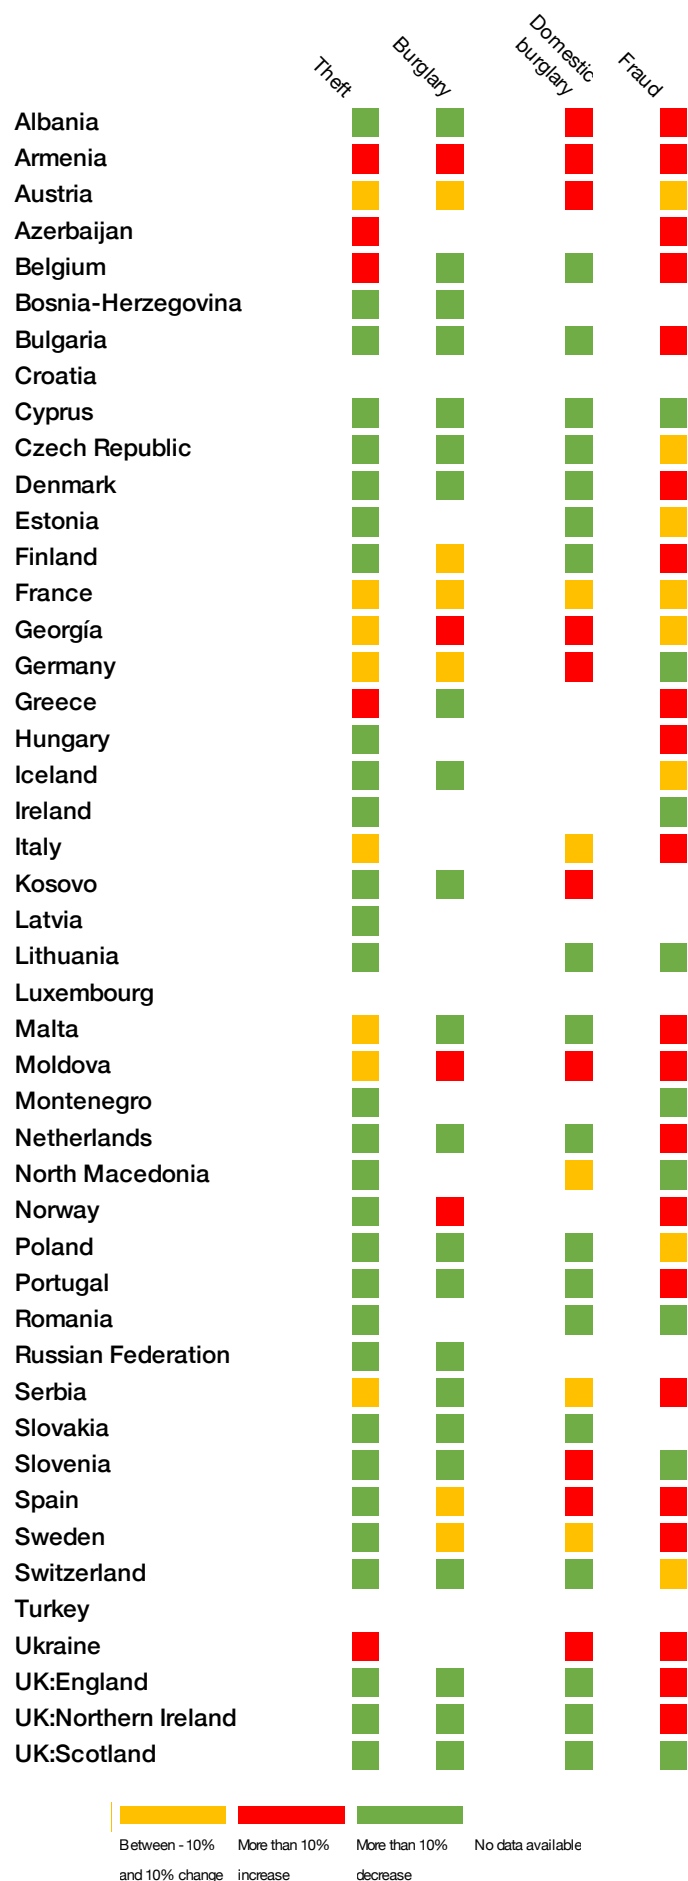 Theft
Burglary
Domestic
burglary
Fraud
Albania
Armenia
Austria
Azerbaijan
Belgium
Bosnia-Herzegovina
Bulgaria
Croatia
Cyprus
Czech Republic
Denmark
Estonia
Finland
France
Georgía
Germany
Greece
Hungary
Iceland
Ireland
Italy
Kosovo
Latvia
Lithuania
Luxembourg
Malta
Moldova
Montenegro
Netherlands
North Macedonia
Norway
Poland
Portugal
Romania
Russian Federation
Serbia
Slovakia
Slovenia
Spain
Sweden
Switzerland
Turkey
Ukraine
UK:England
UK:Northern Ireland
UK:Scotland
Between - 10%
and 10% change
More than 10%
increase
More than 10%
decrease
No data available